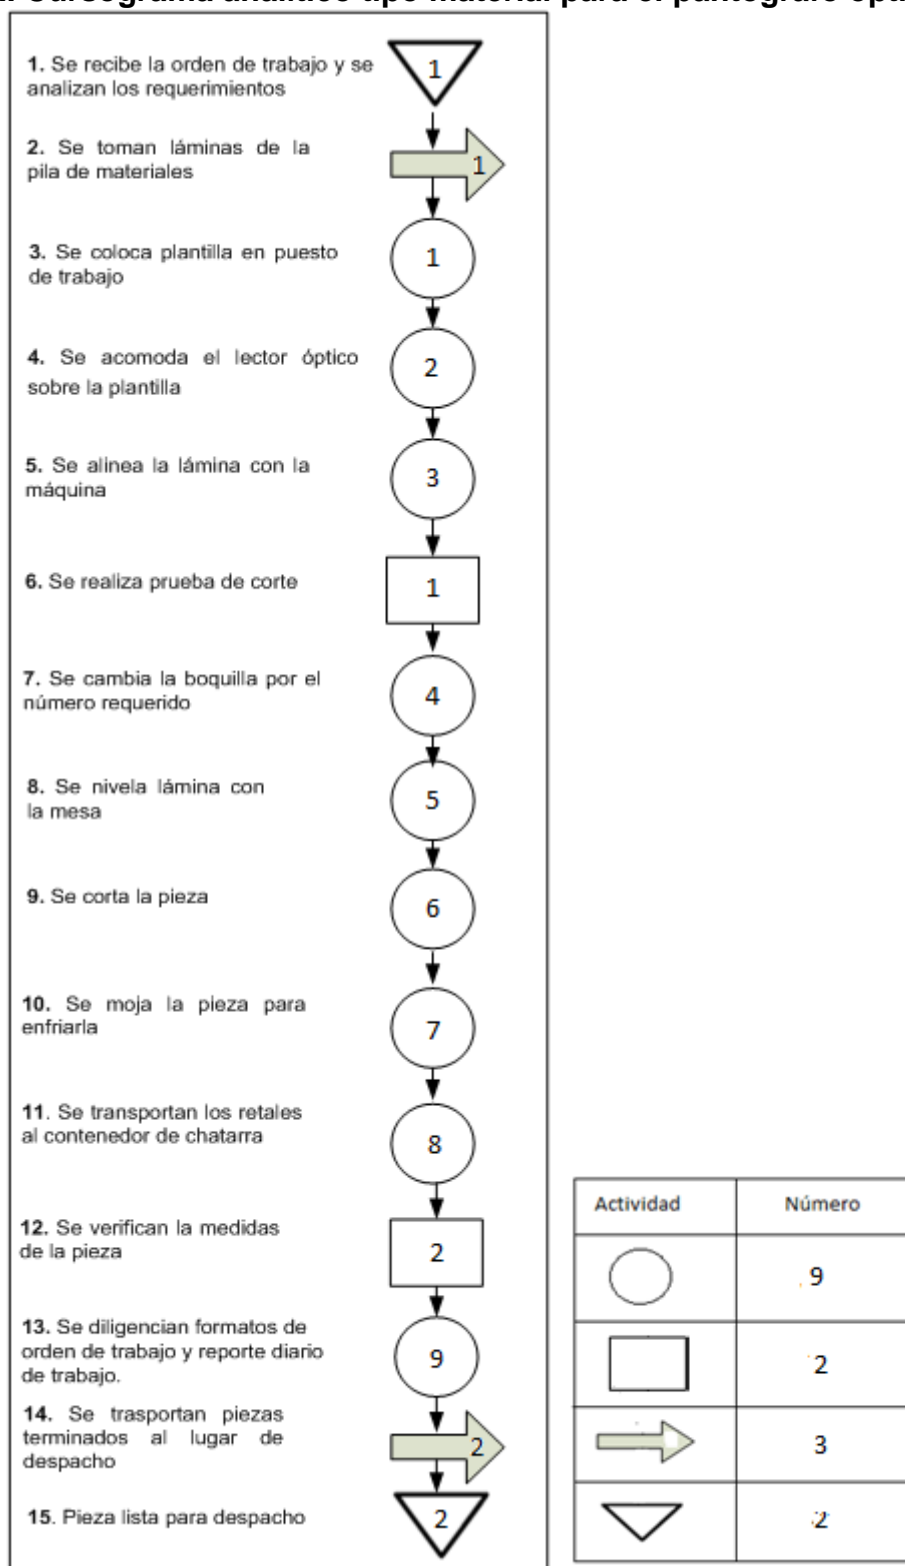 Cursograma analítico tipo material para el pantógrafo
1. Se recibe la orden de trabajo y se
analizan los requerimientos
1
2. Se toman láminas de la
pila de materiales
1
3. Se coloca plantilla en puesto
de trabajo
1
4. Se acomoda el lector óptico
sobre la plantilla
2
5. Se alinea la lámina con la
máquina
3
6. Se realiza prueba de corte
1
7. Se cambia la boquilla por el
número requerido
4
8. Se nivela lámina con
la mesa
5
9. Se corta la pieza
6
10. Se moja la pieza para
enfriarla
7
11. Se transportan los retales
al contenedor de chatarra
8
12. Se verifican la medidas
de la pieza
2
13. Se diligencian formatos de
orden de trabajo y reporte diario
de trabajo.
9
14. Se trasportan piezas
terminados al lugar de
despacho
2
15. Pieza lista para despacho
2
Actividad Número
9
2
3
2